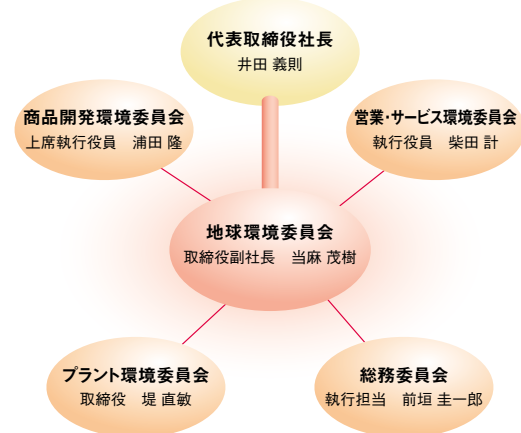 代表取締役社長
井田 義則
商品開発環境委員会
上席執行役員　浦田 隆
営業・サービス環境委員会
執行役員　柴田 計
地球環境委員会
取締役副社長　当麻 茂樹
プラント環境委員会
取締役　堤 直敏
総務委員会
執行担当　前垣 圭一郎